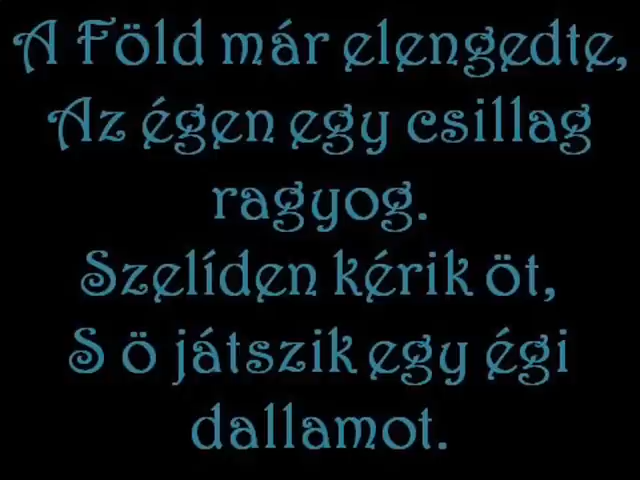 A Föld már elengedte,
Az égen egy csillag
ragyog.
Szelíden kérik öt,
S ö játszik egy égi
dallamot.